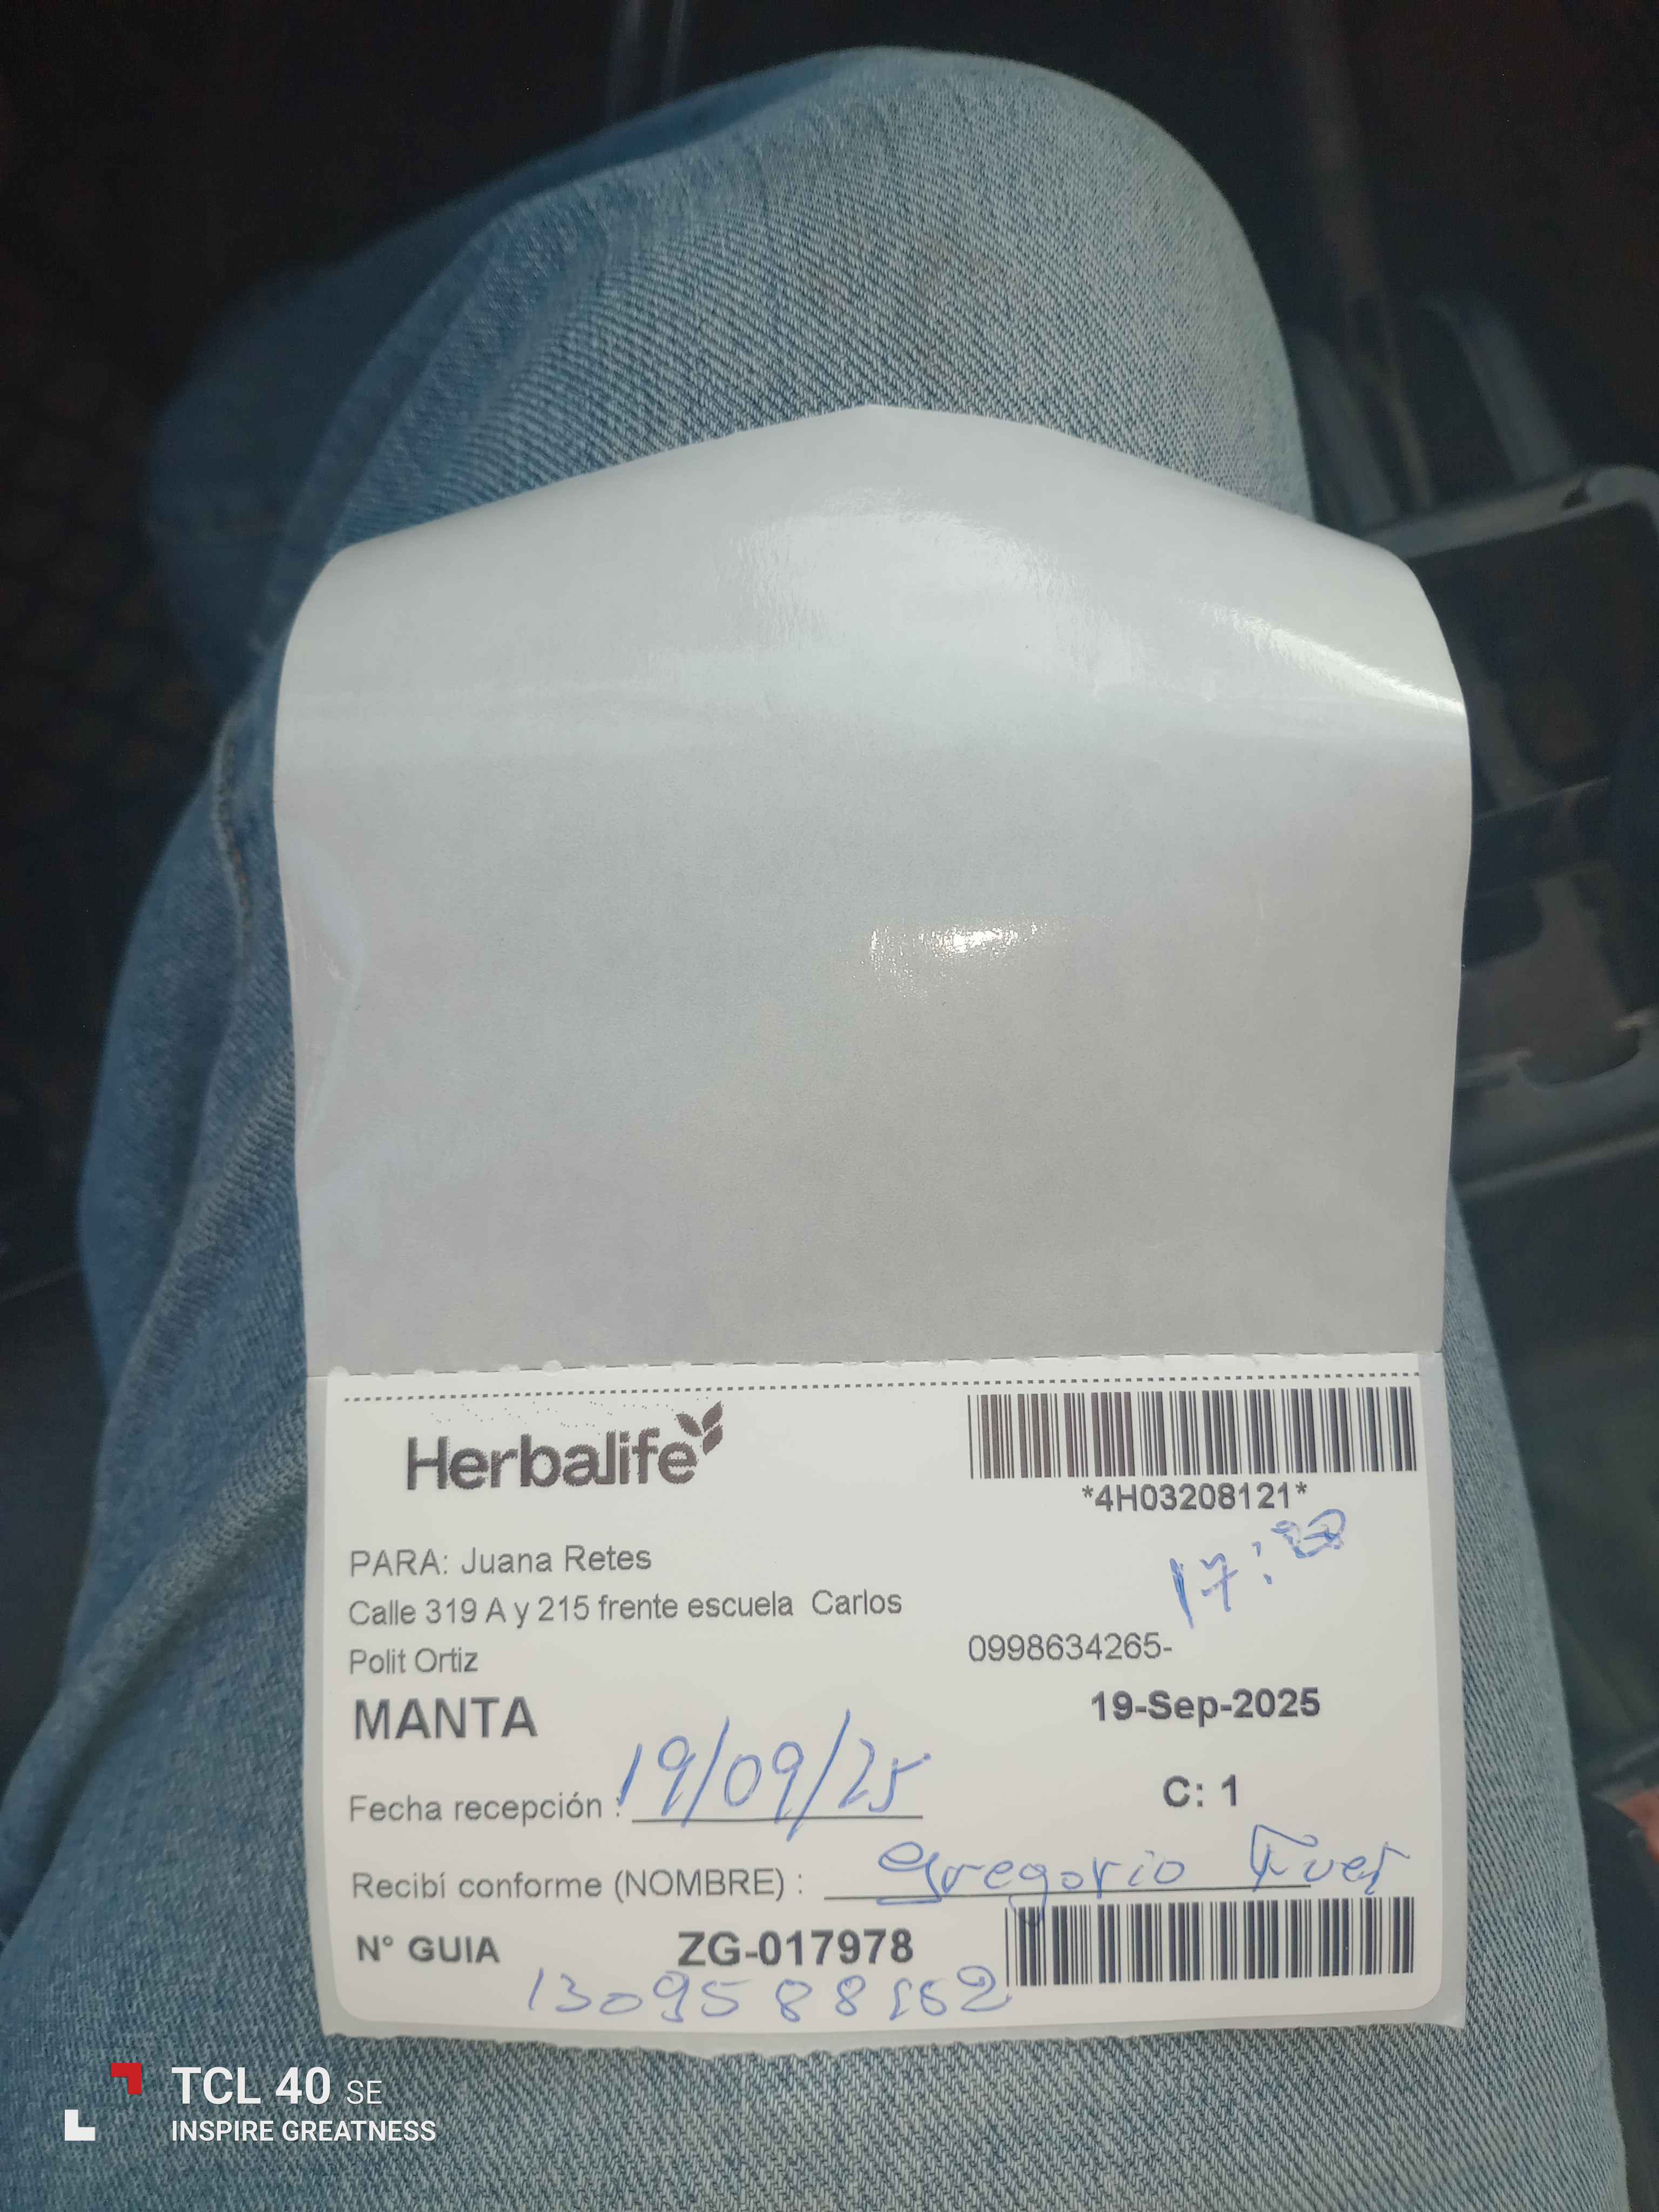 Herbalife
*4H03208121*
17:
PARA: Juana Retes
Calle 319 A y 215 frente escuela Carlos
Polit Ortiz
0998634265-
MANTA
19-Sep-2025
Fecha recepción : 19/09/25
C: 1
Recibí conforme (NOMBRE) : Gregorio
N° GUIA ZG-017978
TCL 40 SE
INSPIRE GREATNESS